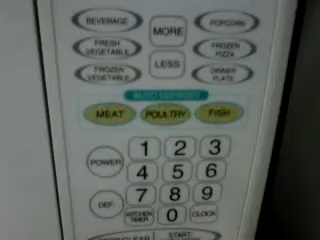 BEVERAGE MORE POPCORN
FRESH VEGETABLE FROZEN PIZZA
FROZEN VEGETABLE LESS DINNER PLATE
AUTO DEFROST
MEAT POULTRY FISH
POWER 1 2 3
4 5 6
DEF. 7 8 9
KITCHEN TIMER 0 CLOCK
CLEAR START